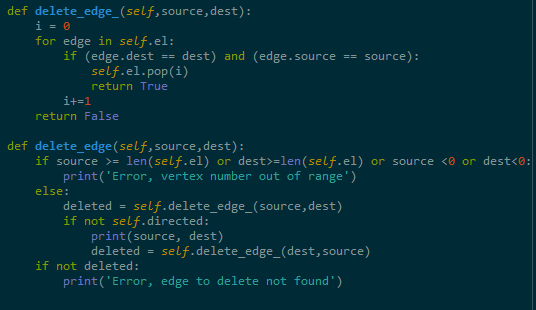 def delete_edge_(self,source,dest):
    i = 0
    for edge in self.el:
        if (edge.dest == dest) and (edge.source == source):
            self.el.pop(i)
            return True
        i+=1
    return False

def delete_edge(self,source,dest):
    if source >= len(self.el) or dest>=len(self.el) or source <0 or dest<0:
        print('Error, vertex number out of range')
    else:
        deleted = self.delete_edge_(source,dest)
        if not self.directed:
            print(source, dest)
            deleted = self.delete_edge_(dest,source)
    if not deleted:
        print('Error, edge to delete not found')